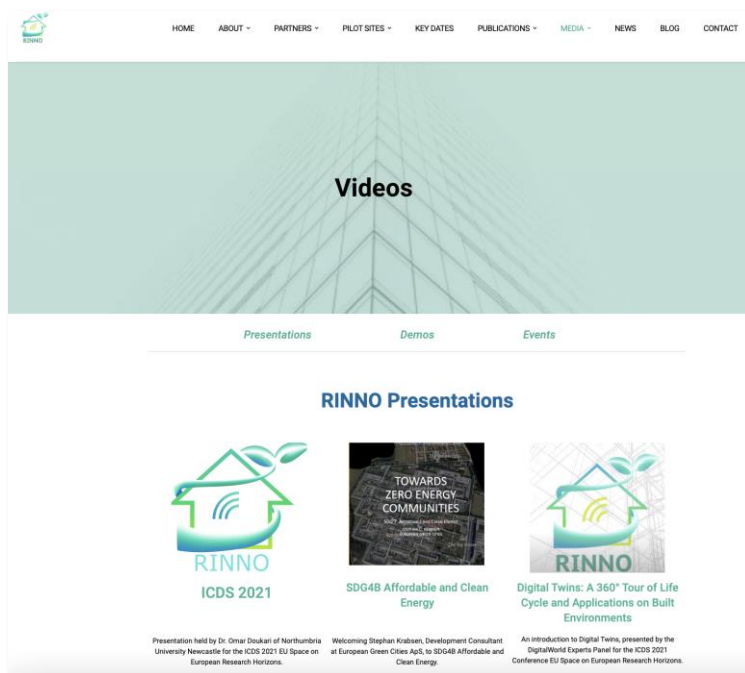 RINNO
HOME ABOUT PARTNERS PILOT SITES KEY DATES PUBLICATIONS MEDIA NEWS BLOG CONTACT
Videos
Presentations Demos Events
RINNO Presentations
RINNO
TOWARDS
ZERO ENERGY
COMMUNITIES
RINNO
ICDS 2021
SDG4B Affordable and Clean
Energy
Digital Twins: A 360° Tour of Life
Cycle and Applications on Built
Environments
Presentation held by Dr. Omar Doukari of Northumbria
University Newcastle for the ICDS 2021 EU Space on
European Research Horizons.
Welcoming Stephan Krabsen, Development Consultant
at European Green Cities ApS, to SDG4B Affordable and
Clean Energy.
An introduction to Digital Twins, presented by the
DigitalWorld Experts Panel for the ICDS 2021
Conference EU Space on European Research Horizons.